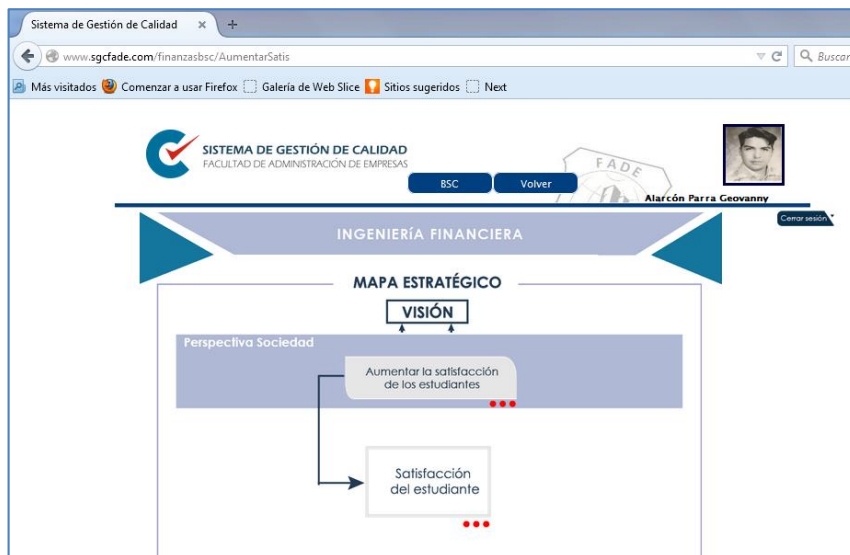 Sistema de Gestión de Calidad
www.sgcfade.com/finanzasbsc/AumentarSatis
Buscar
Más visitados Comenzar a usar Firefox Galería de Web Slice Sitios sugeridos Next
SISTEMA DE GESTIÓN DE CALIDAD
FACULTAD DE ADMINISTRACIÓN DE EMPRESAS
FADE
BSC Volver
Alarcón Parra Geovanny
Cerrar sesión
INGENIERíA FINANCIERA
MAPA ESTRATÉGICO
VISIÓN
Perspectiva Sociedad
Aumentar la satisfacción
de los estudiantes
Satisfacción
del estudiante